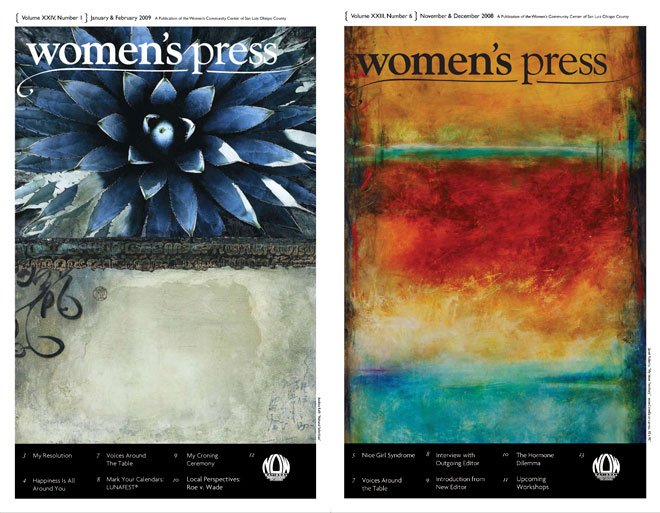 { Volume XXIV, Number 1 } January & February 2009 A Publication of the Women's Community Center of San Luis Obispo County
women's press
3 My Resolution
4 Happiness Is All
Around You
7 Voices Around
The Table
8 Mark Your Calendars:
LUNAFEST®
9 My Croning
Ceremony
10 Local Perspectives:
Roe v. Wade
12
NOW
{ Volume XXIII, Number 6 } November & December 2008 A Publication of the Women's Community Center of San Luis Obispo County
women's press
3 Nice Girl Syndrome
7 Voices Around
the Table
8 Interview with
Outgoing Editor
9 Introduction from
New Editor
10 The Hormone
Dilemma
11 Upcoming
Workshops
13
NOW